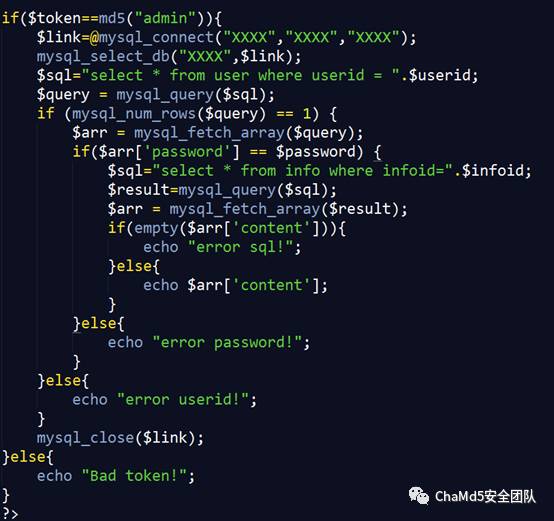 if($token==md5("admin")){
    $link=@mysql_connect("XXXX","XXXX","XXXX");
    mysql_select_db("XXXX",$link);
    $sql="select * from user where userid = ".$userid;
    $query = mysql_query($sql);
    if (mysql_num_rows($query) == 1) {
        $arr = mysql_fetch_array($query);
        if($arr['password'] == $password) {
            $sql="select * from info where infoid=".$infoid;
            $result=mysql_query($sql);
            $arr = mysql_fetch_array($result);
            if(empty($arr['content'])){
                echo "error sql!";
            }else{
                echo $arr['content'];
            }
        }else{
            echo "error password!";
        }
    }else{
        echo "error userid!";
    }
    mysql_close($link);
}else{
    echo "Bad token!";
}
?>
ChaMd5安全团队